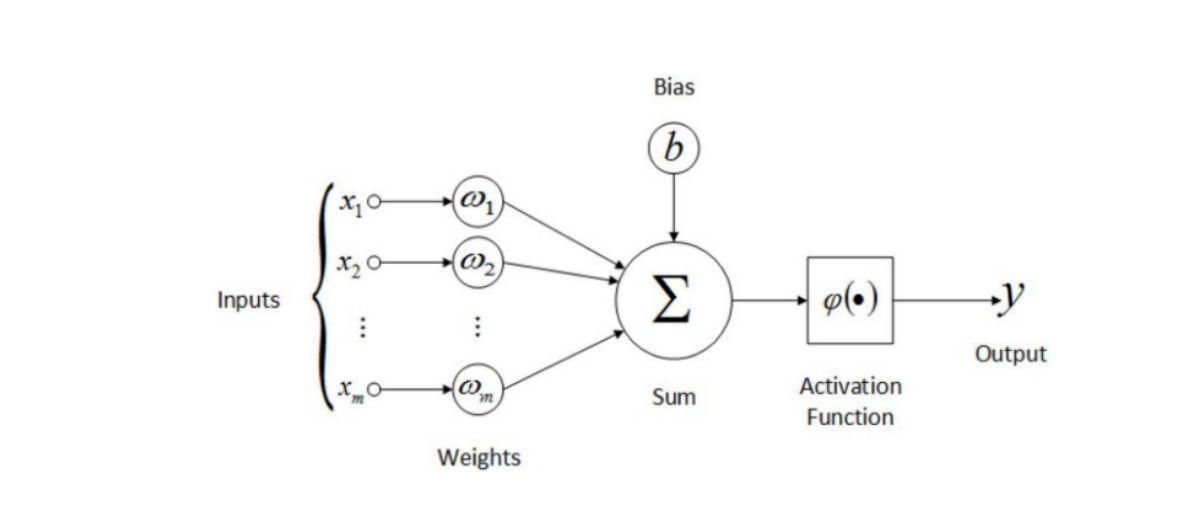 Bias
b
x₁
ω₁
x₂
ω₂
Σ
φ(•)
y
Inputs
⋮
⋮
Output
xₘ
ωₘ
Sum
Activation
Function
Weights